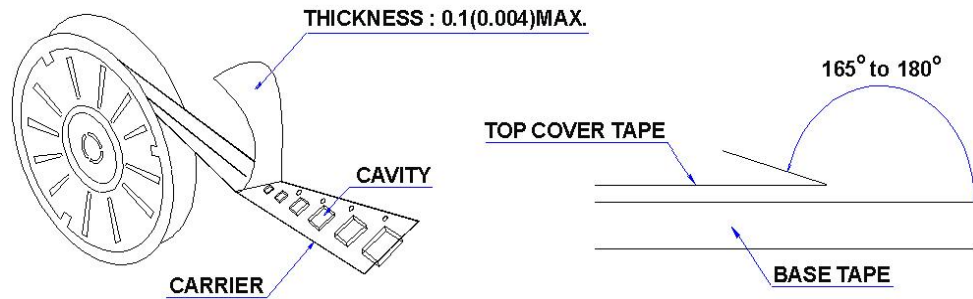 THICKNESS : 0.1(0.004)MAX.
CAVITY
CARRIER
165° to 180°
TOP COVER TAPE
BASE TAPE